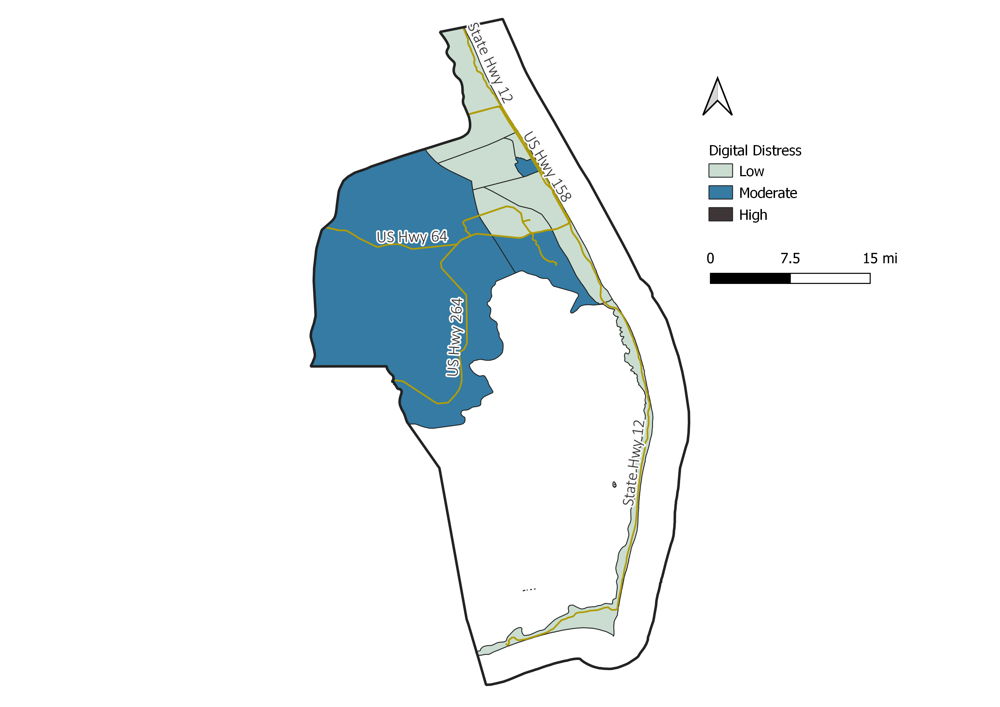 State Hwy 12
US Hwy 158
Digital Distress
Low
Moderate
High
US Hwy 64
0 7.5 15 mi
US Hwy 264
State Hwy 12